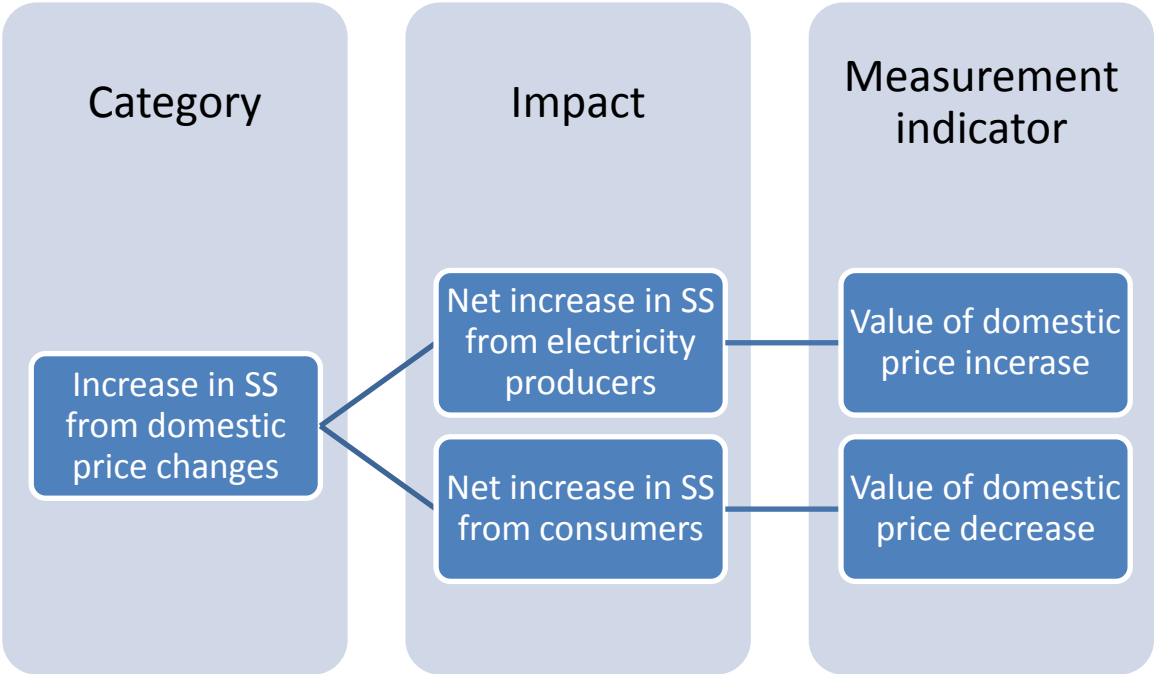 Category
Impact
Measurement
indicator
Increase in SS
from domestic
price changes
Net increase in SS
from electricity
producers
Value of domestic
price incerase
Net increase in SS
from consumers
Value of domestic
price decrease